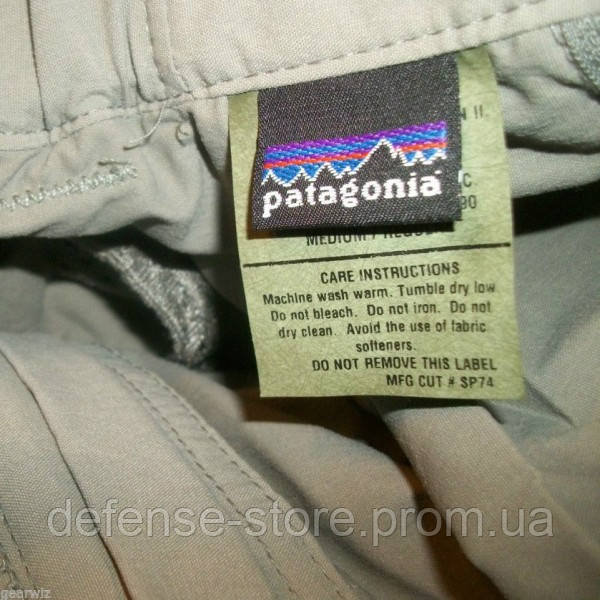 patagonia
CARE INSTRUCTIONS
Machine wash warm. Tumble dry low
Do not bleach. Do not iron. Do not
dry clean. Avoid the use of fabric
softeners.
DO NOT REMOVE THIS LABEL
MFG CUT # SP74
defense-store.prom.ua
gearwiz